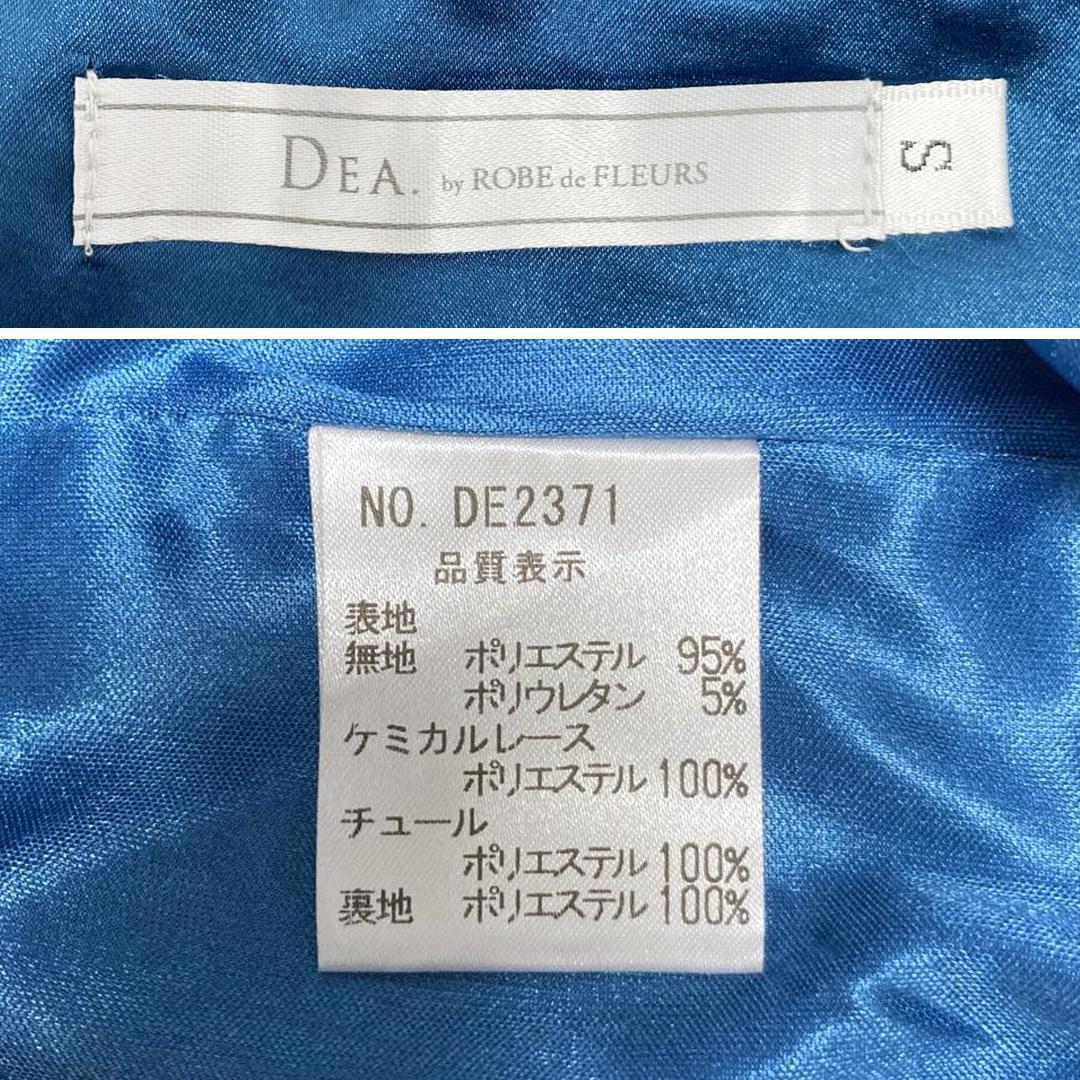 DEA. by ROBE de FLEURS
S
NO. DE2371
品質表示
表地
無地 ポリエステル 95%
ポリウレタン 5%
ケミカルレース
ポリエステル 100%
チュール
ポリエステル 100%
裏地 ポリエステル 100%